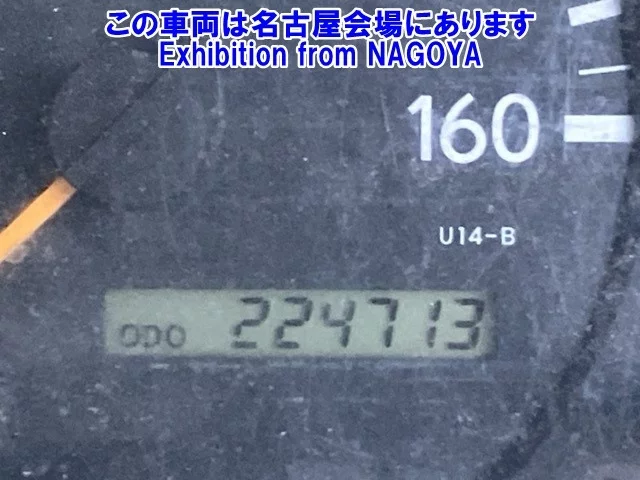 この車両は名古屋会場にあります
Exhibition from NAGOYA
160
U14-B
ODO 224713